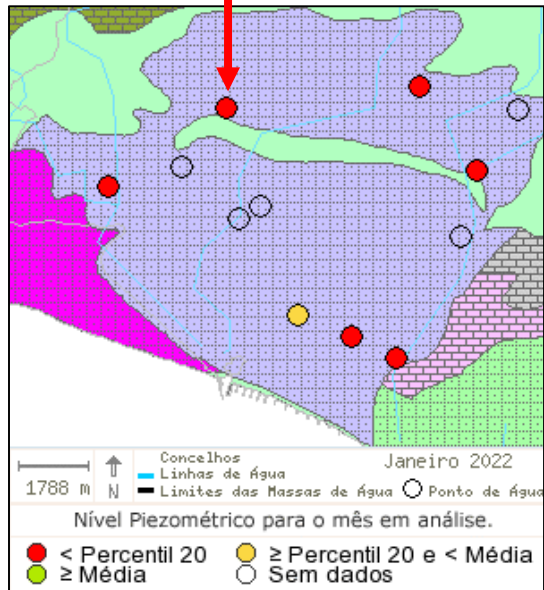 Concelhos
Linhas de Água
Janeiro 2022
1788 m
N
Limites das Massas de Água
Ponto de Água
Nível Piezométrico para o mês em análise.
< Percentil 20
≥ Percentil 20 e < Média
≥ Média
Sem dados